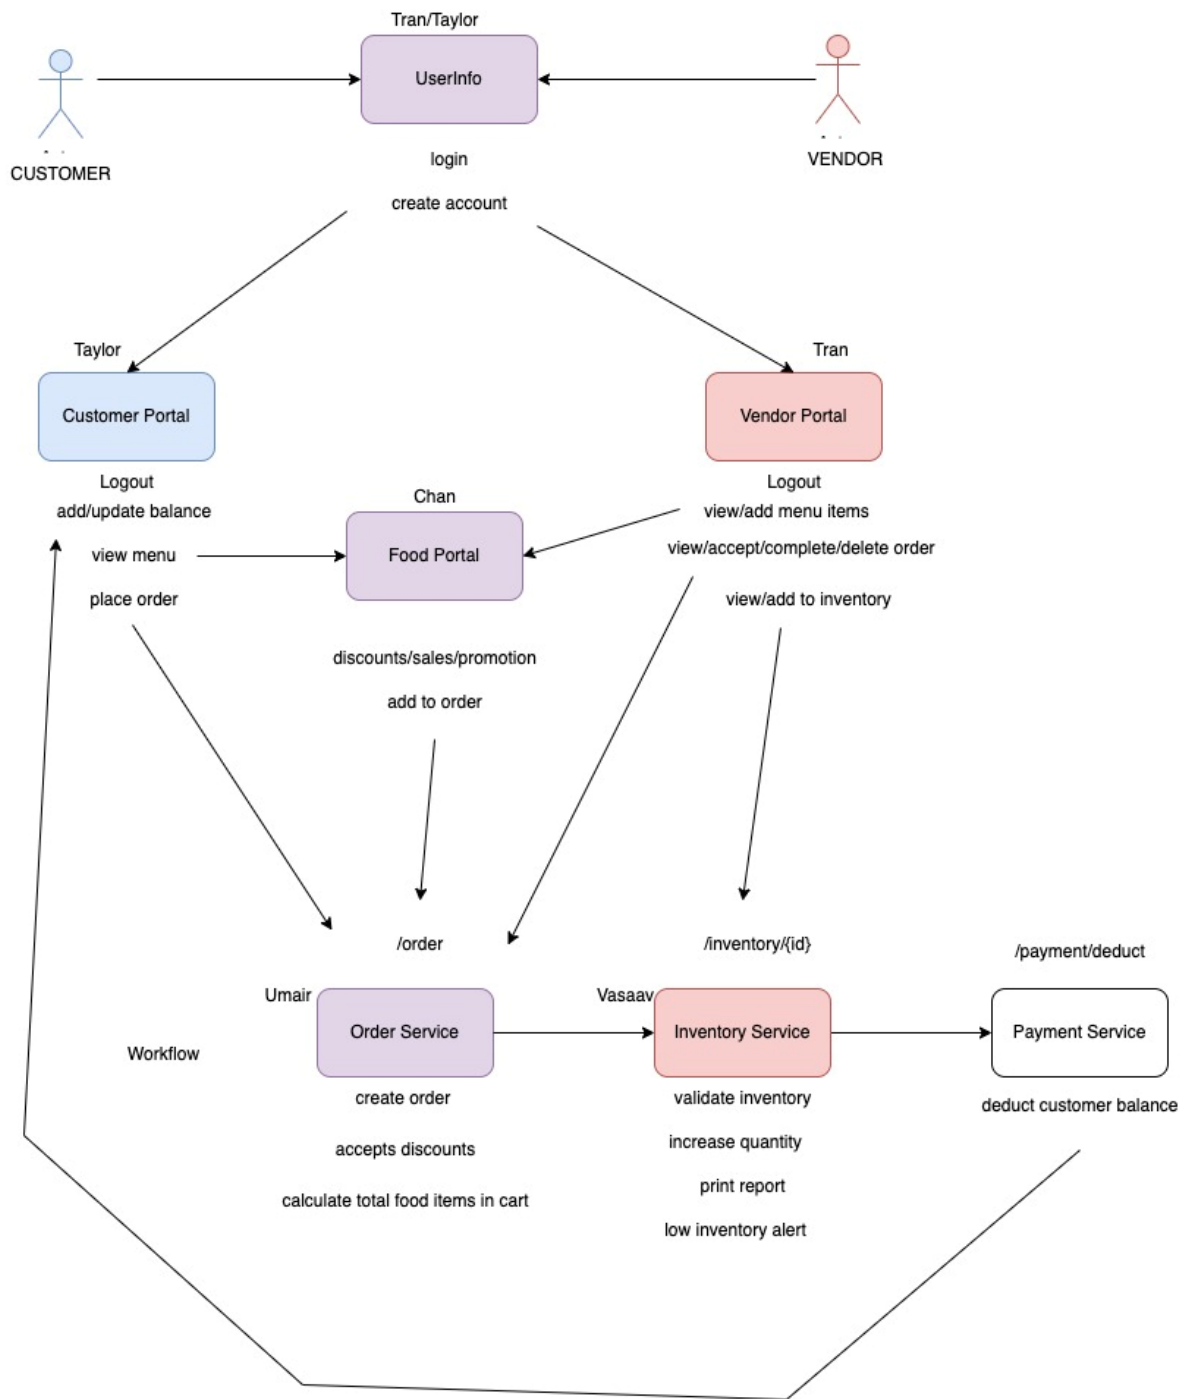 Tran/Taylor
UserInfo
CUSTOMER
VENDOR
login
create account
Taylor
Tran
Customer Portal
Vendor Portal
Logout
add/update balance
view menu
place order
Chan
Food Portal
Logout
view/add menu items
view/accept/complete/delete order
view/add to inventory
discounts/sales/promotion
add to order
/order
/inventory/{id}
/payment/deduct
Umair
Order Service
Vasaav
Inventory Service
Payment Service
Workflow
create order
accepts discounts
calculate total food items in cart
validate inventory
increase quantity
print report
low inventory alert
deduct customer balance